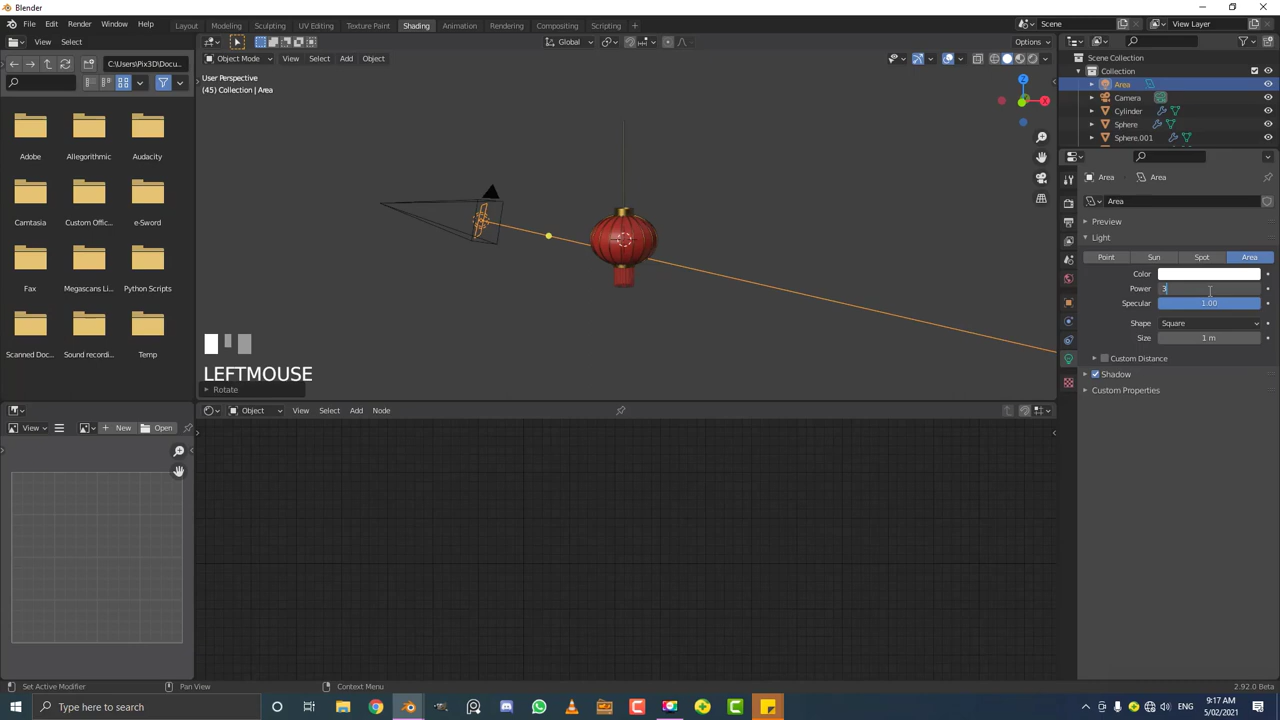 Blender
File Edit Render Window Help
Layout Modeling Sculpting UV Editing Texture Paint Shading Animation Rendering Compositing Scripting
Scene View Layer
View Select C:\Users\Pix3D\Docu...
Global Options
Object Mode View Select Add Object
User Perspective
(45) Collection | Area
Z
X
Scene Collection
Collection
Area
Camera
Cylinder
Sphere
Sphere.001
Adobe Allegorithmic Audacity
Camtasia Custom Offic... e-Sword
Fax Megascans Li... Python Scripts
Scanned Doc... Sound recordi... Temp
Area Area
Area
Preview
Light
Point Sun Spot Area
Color
Power 3
Specular 1.00
Shape Square
Size 1 m
Custom Distance
Shadow
Custom Properties
LEFTMOUSE
Rotate
View New Open
Object View Select Add Node
Set Active Modifier Pan View Context Menu 2.92.0 Beta
Type here to search
ENG
9:17 AM
5/02/2021